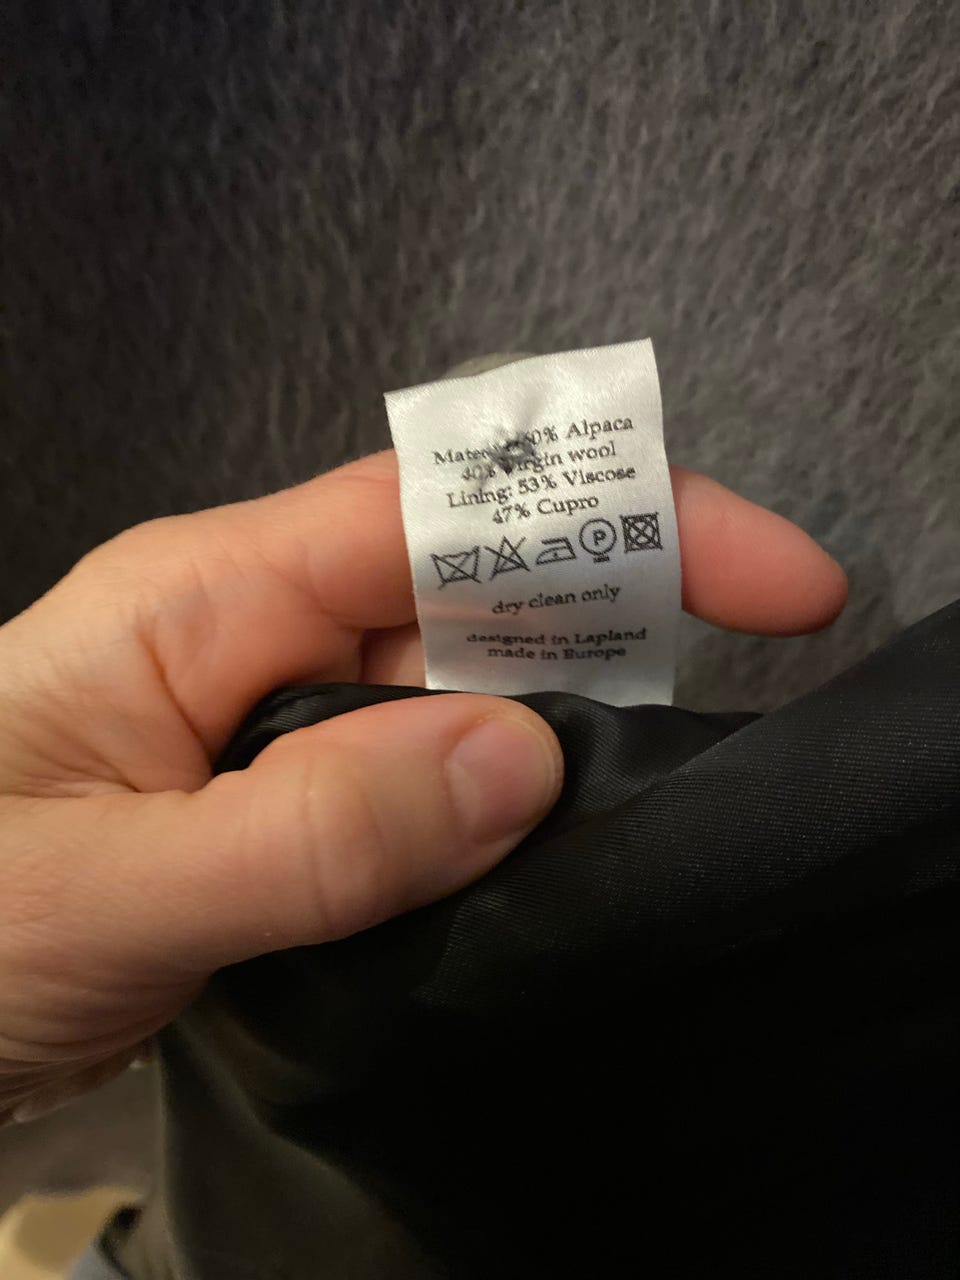 Alpaca
40% Virgin wool
Lining: 53% Viscose
47% Cupro
P
dry clean only
designed in Lapland
made in Europe